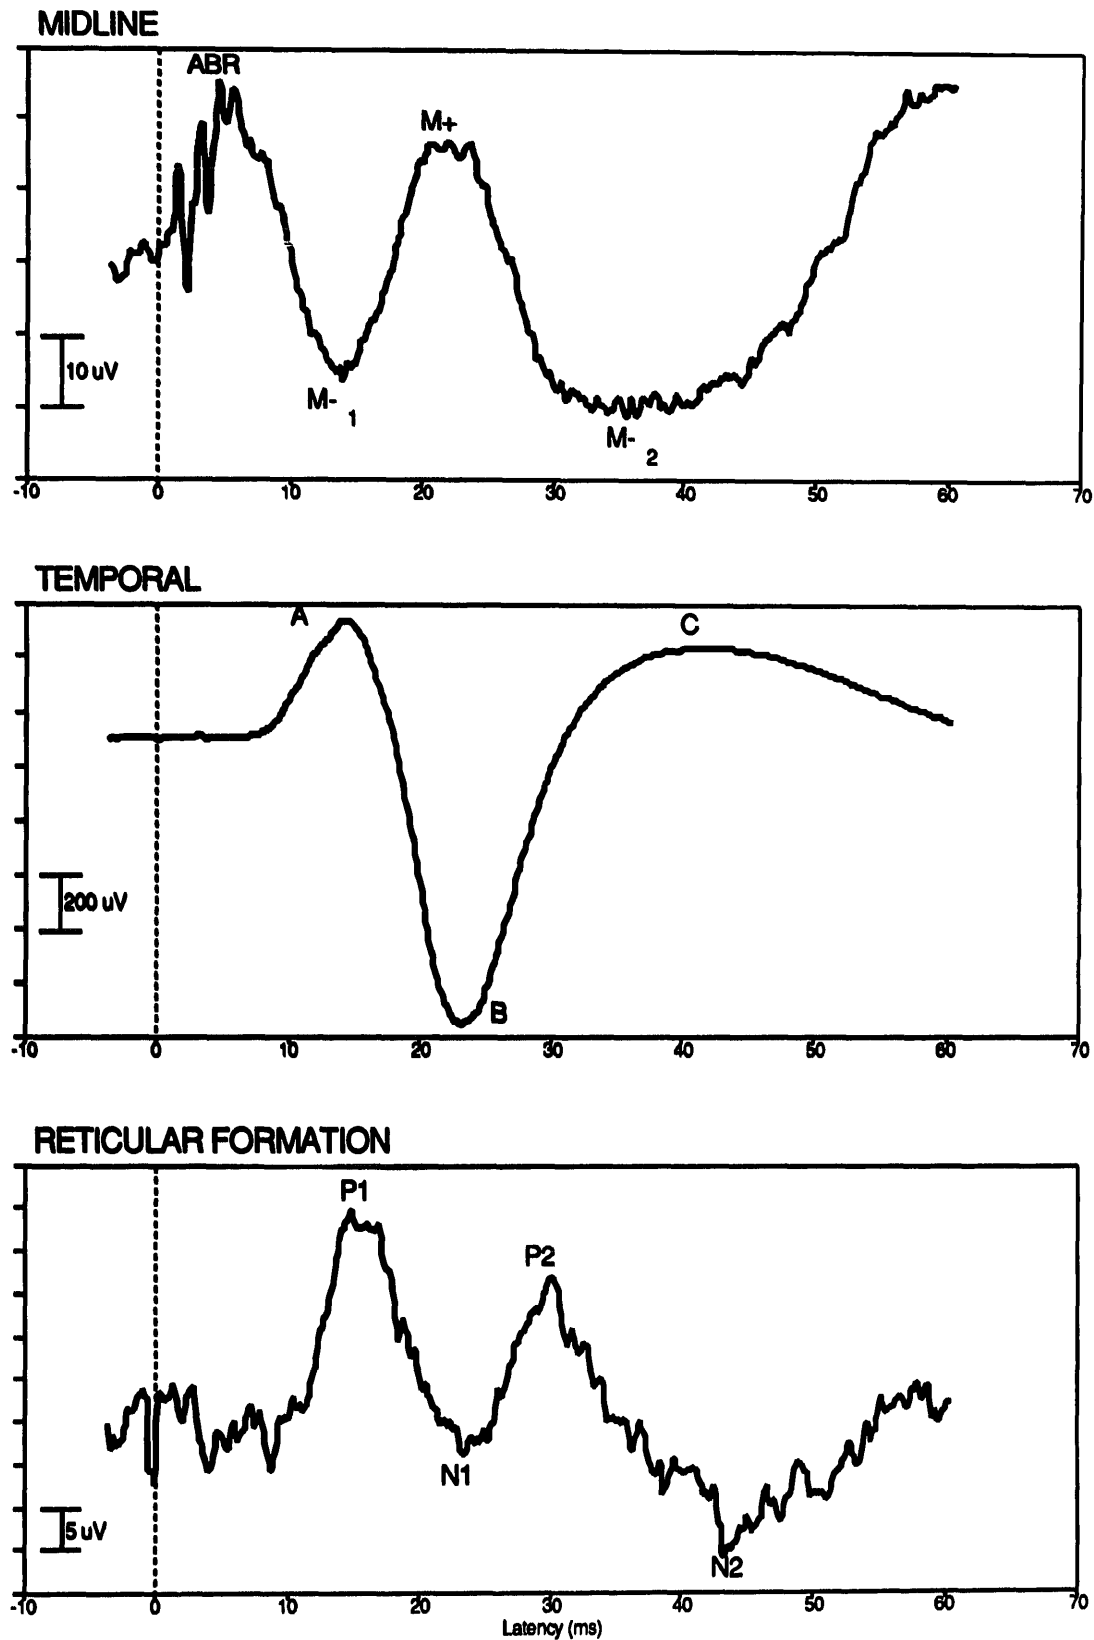 MIDLINE
ABR
M+
10 uV
M- 1
M- 2
-10 0 10 20 30 40 50 60 70
TEMPORAL
A
C
200 uV
B
-10 0 10 20 30 40 50 60 70
RETICULAR FORMATION
P1
P2
N1
5 uV
N2
-10 0 10 20 30 40 50 60 70
Latency (ms)